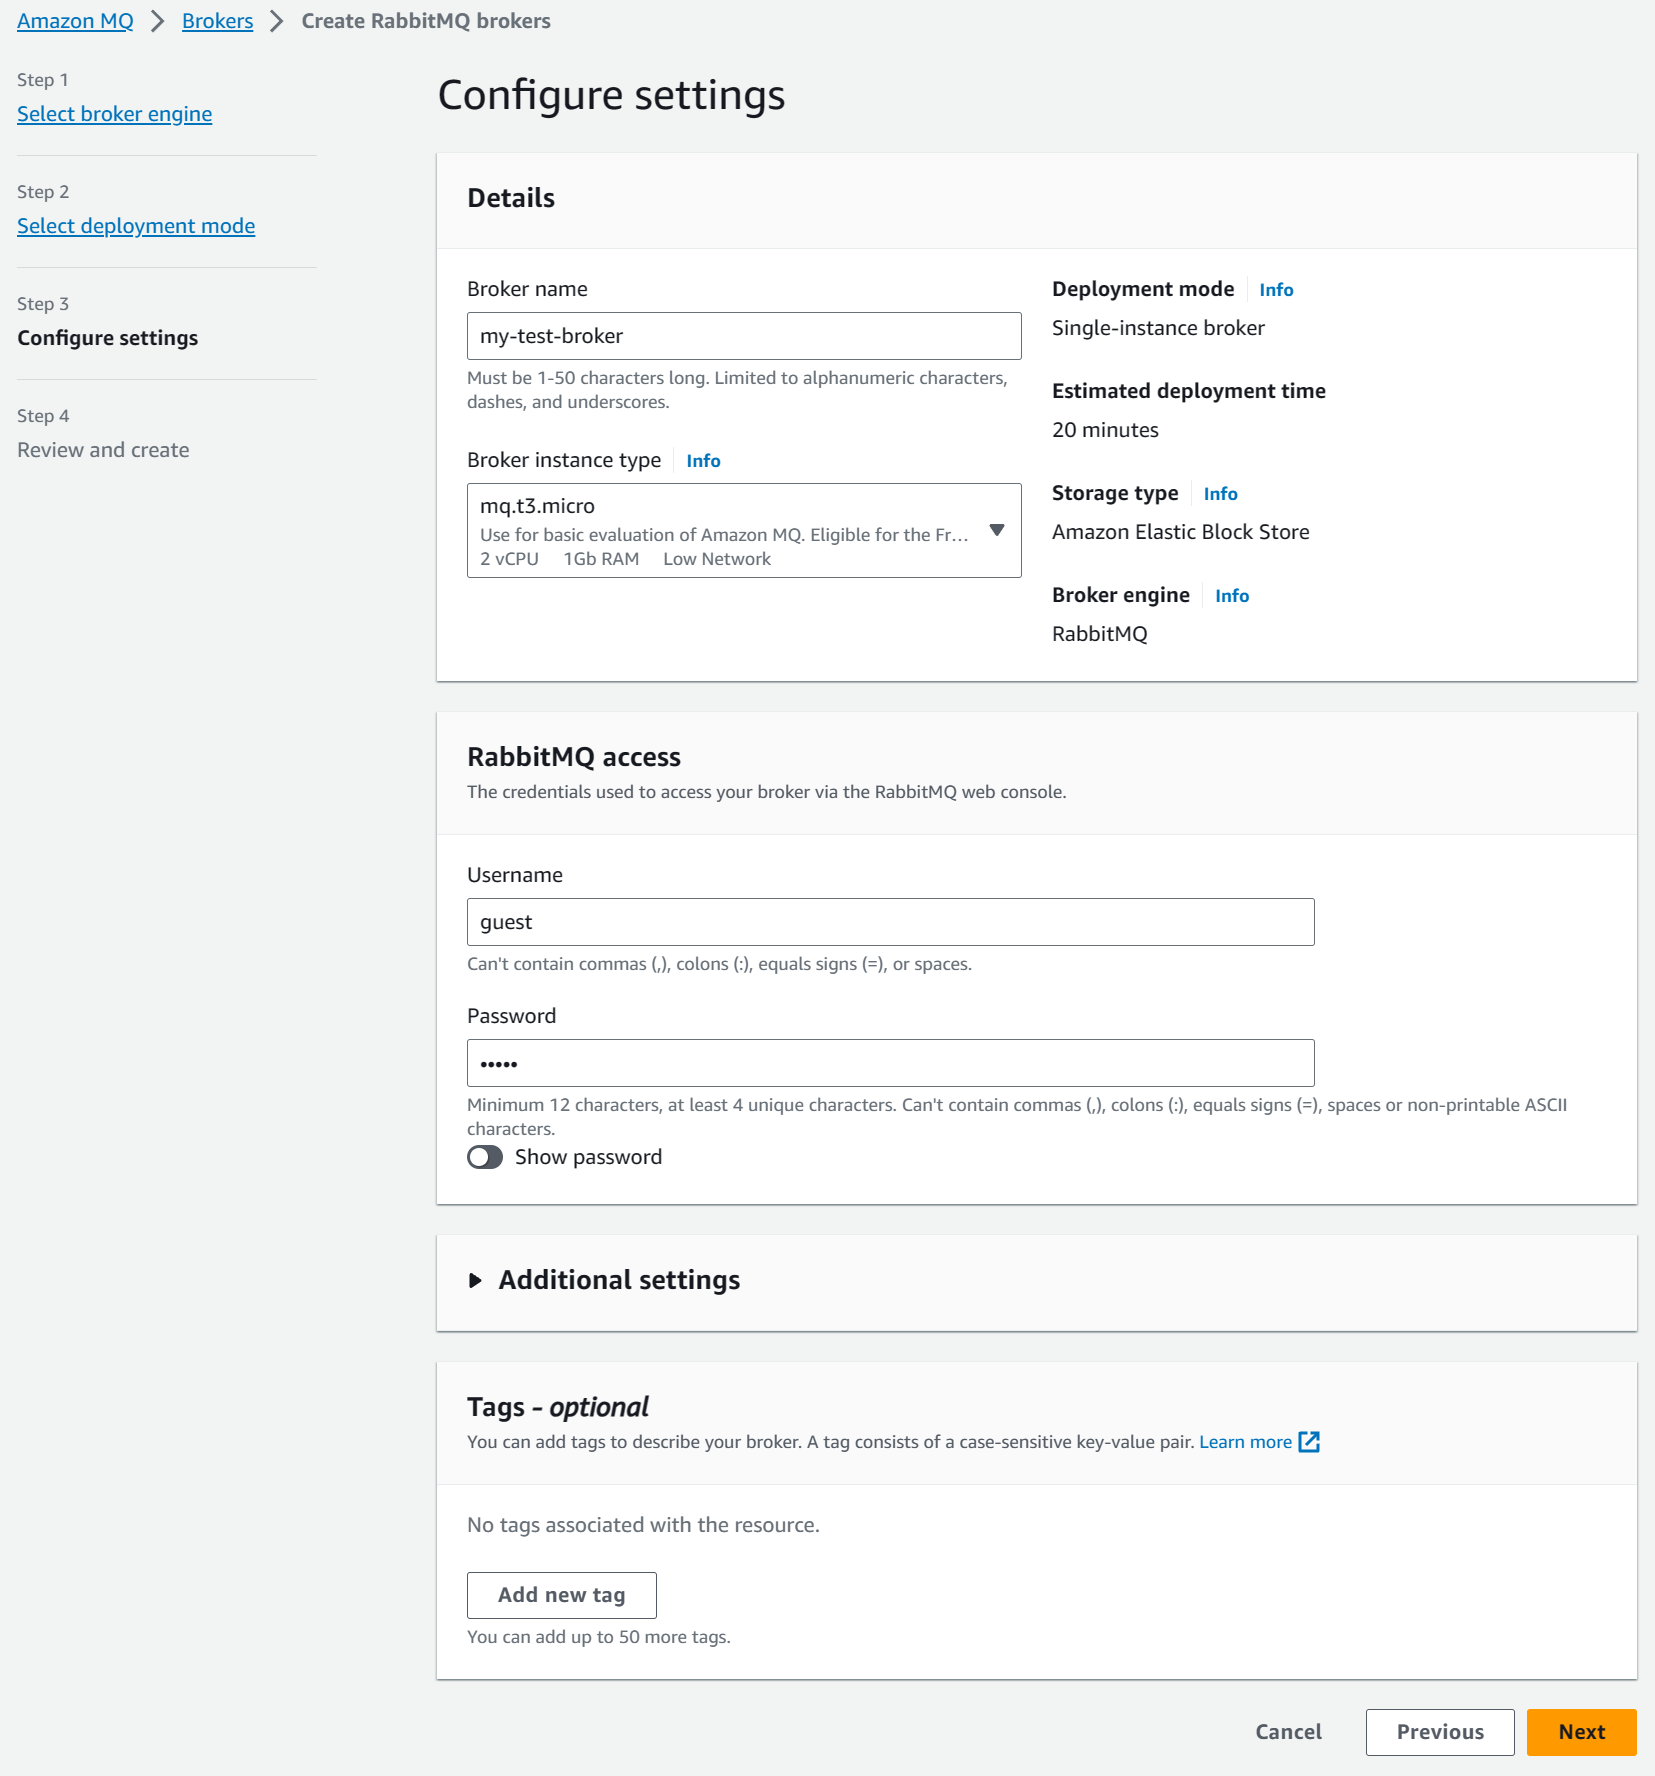 Amazon MQ > Brokers > Create RabbitMQ brokers
Step 1
Select broker engine
Step 2
Select deployment mode
Step 3
Configure settings
Step 4
Review and create
Configure settings
Details
Broker name
my-test-broker
Must be 1-50 characters long. Limited to alphanumeric characters,
dashes, and underscores.
Broker instance type Info
mq.t3.micro
Use for basic evaluation of Amazon MQ. Eligible for the Fr...
2 vCPU 1Gb RAM Low Network
Deployment mode Info
Single-instance broker
Estimated deployment time
20 minutes
Storage type Info
Amazon Elastic Block Store
Broker engine Info
RabbitMQ
RabbitMQ access
The credentials used to access your broker via the RabbitMQ web console.
Username
guest
Can't contain commas (,), colons (:), equals signs (=), or spaces.
Password
•••••
Minimum 12 characters, at least 4 unique characters. Can't contain commas (,), colons (:), equals signs (=), spaces or non-printable ASCII
characters.
Show password
Additional settings
Tags - optional
You can add tags to describe your broker. A tag consists of a case-sensitive key-value pair. Learn more
No tags associated with the resource.
Add new tag
You can add up to 50 more tags.
Cancel Previous Next